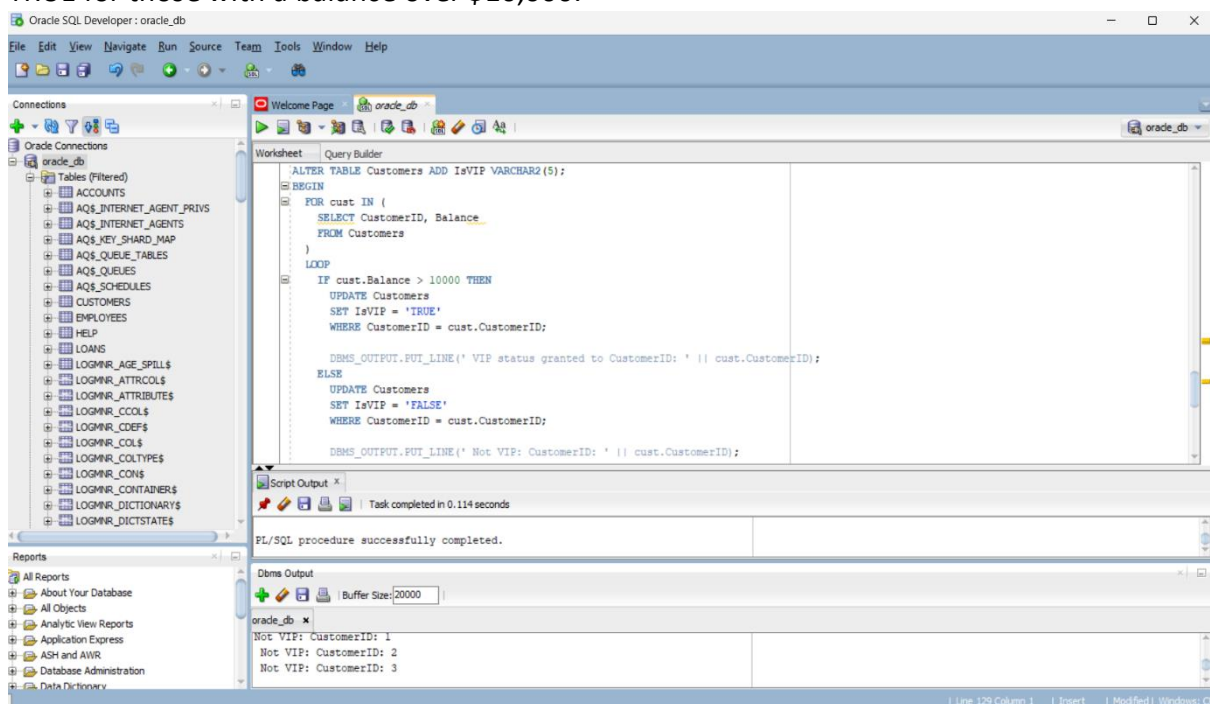 Oracle SQL Developer : oracle_db
File Edit View Navigate Run Source Team Tools Window Help
Connections
Oracle Connections
oracle_db
Tables (Filtered)
ACCOUNTS
AQ$_INTERNET_AGENT_PRIVS
AQ$_INTERNET_AGENTS
AQ$_KEY_SHARD_MAP
AQ$_QUEUE_TABLES
AQ$_QUEUES
AQ$_SCHEDULES
CUSTOMERS
EMPLOYEES
HELP
LOANS
LOGMNR_AGE_SPILL$
LOGMNR_ATTRCOL$
LOGMNR_ATTRIBUTE$
LOGMNR_CCOL$
LOGMNR_CDEF$
LOGMNR_COL$
LOGMNR_COLTYPE$
LOGMNR_CON$
LOGMNR_CONTAINER$
LOGMNR_DICTIONARY$
LOGMNR_DICTSTATE$
Reports
All Reports
About Your Database
All Objects
Analytic View Reports
Application Express
ASH and AWR
Database Administration
Data Dictionary
Welcome Page
oracle_db
oracle_db
Worksheet Query Builder
ALTER TABLE Customers ADD IsVIP VARCHAR2(5);
BEGIN
FOR cust IN (
SELECT CustomerID, Balance
FROM Customers
)
LOOP
IF cust.Balance > 10000 THEN
UPDATE Customers
SET IsVIP = 'TRUE'
WHERE CustomerID = cust.CustomerID;
DBMS_OUTPUT.PUT_LINE(' VIP status granted to CustomerID: ' || cust.CustomerID);
ELSE
UPDATE Customers
SET IsVIP = 'FALSE'
WHERE CustomerID = cust.CustomerID;
DBMS_OUTPUT.PUT_LINE(' Not VIP: CustomerID: ' || cust.CustomerID);
Script Output
Task completed in 0.114 seconds
PL/SQL procedure successfully completed.
Dbms Output
Buffer Size: 20000
oracle_db
Not VIP: CustomerID: 1
Not VIP: CustomerID: 2
Not VIP: CustomerID: 3
Line 129 Column 1 | Insert | Modified | Windows: